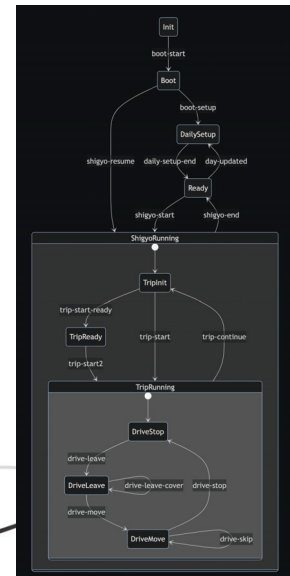 Init
boot-start
Boot
boot-setup
DailySetup
shigyo-resume
daily-setup-end
day-updated
Ready
shigyo-start
shigyo-end
ShigyoRunning
TripInit
trip-start-ready
TripReady
trip-start
trip-continue
trip-start2
TripRunning
DriveStop
drive-leave
DriveLeave
drive-leave-cover
drive-stop
drive-move
DriveMove
drive-skip